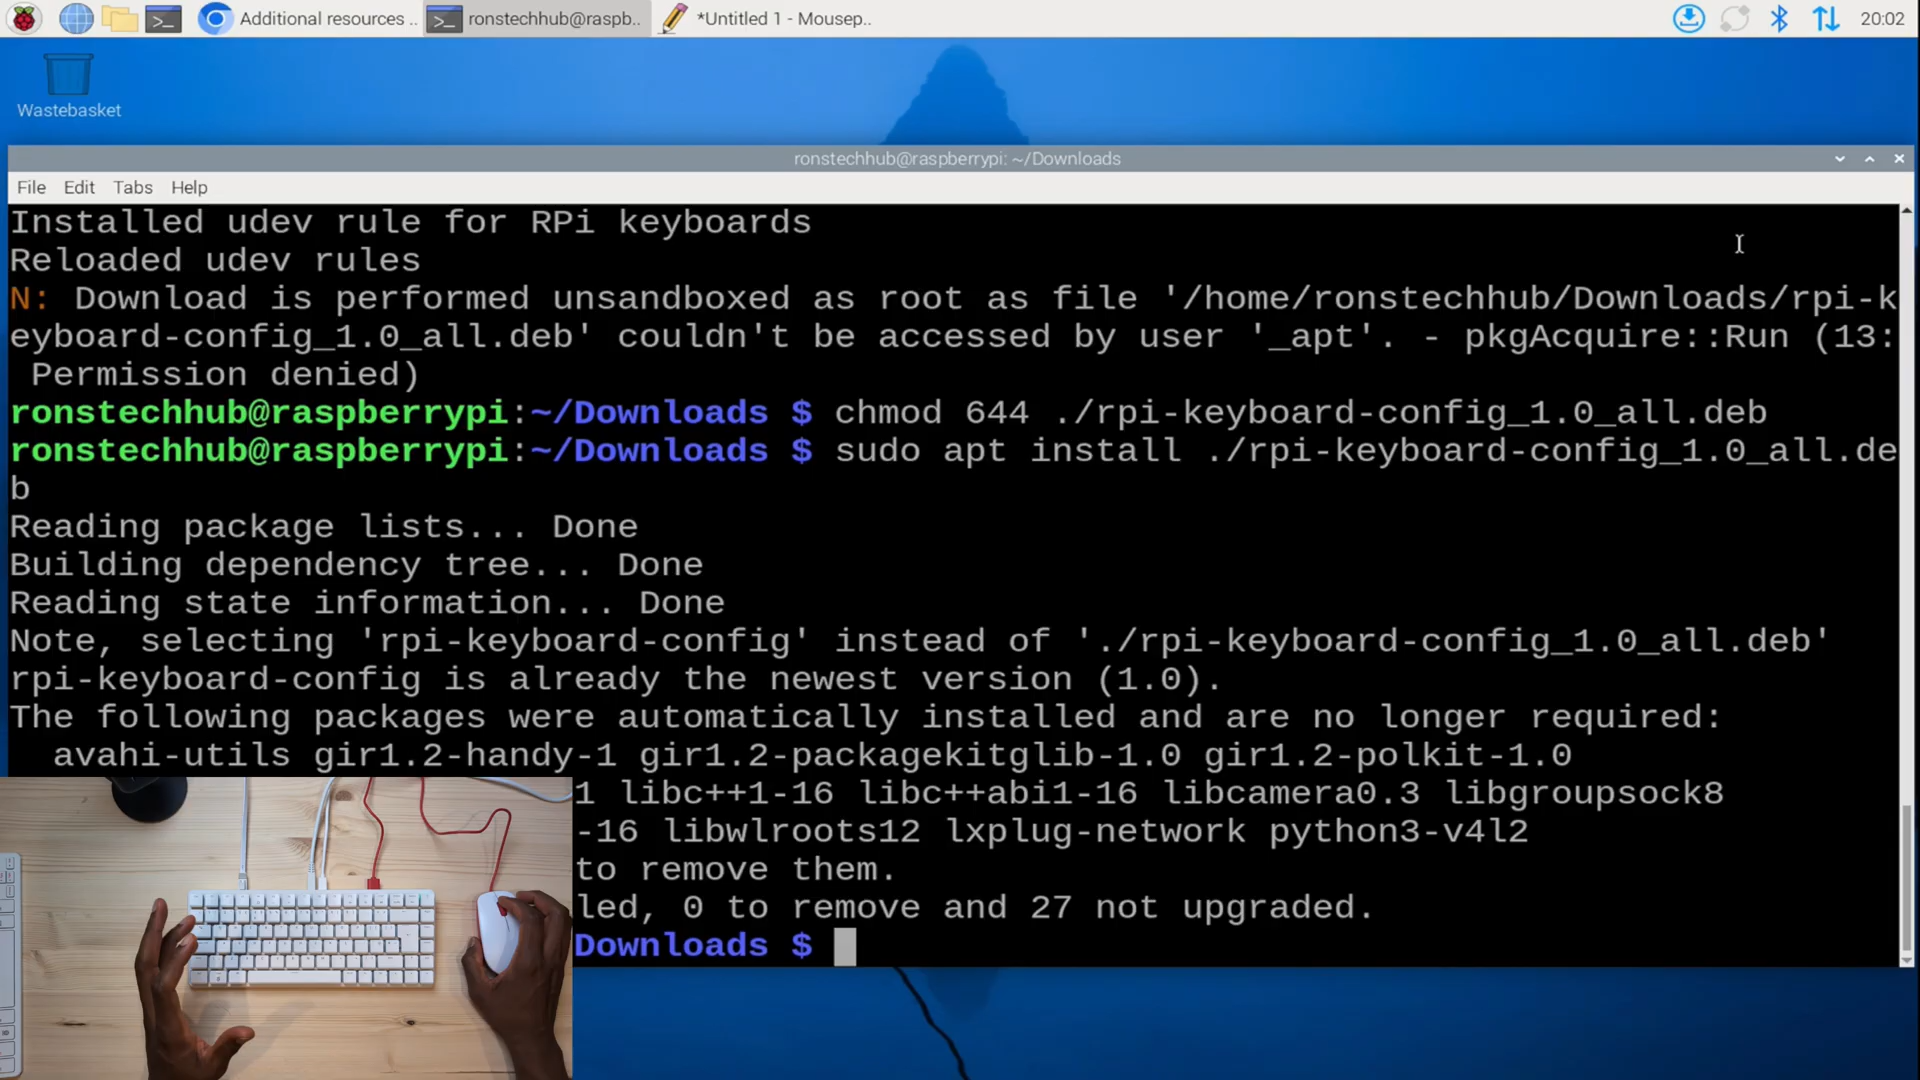 Additional resources ..
ronstechhub@raspb..
*Untitled 1 - Mousep..
20:02
Wastebasket
ronstechhub@raspberrypi: ~/Downloads
File Edit Tabs Help
Installed udev rule for RPi keyboards
Reloaded udev rules
N: Download is performed unsandboxed as root as file '/home/ronstechhub/Downloads/rpi-k
eyboard-config_1.0_all.deb' couldn't be accessed by user '_apt'. - pkgAcquire::Run (13:
Permission denied)
ronstechhub@raspberrypi:~/Downloads $ chmod 644 ./rpi-keyboard-config_1.0_all.deb
ronstechhub@raspberrypi:~/Downloads $ sudo apt install ./rpi-keyboard-config_1.0_all.de
b
Reading package lists... Done
Building dependency tree... Done
Reading state information... Done
Note, selecting 'rpi-keyboard-config' instead of './rpi-keyboard-config_1.0_all.deb'
rpi-keyboard-config is already the newest version (1.0).
The following packages were automatically installed and are no longer required:
avahi-utils gir1.2-handy-1 gir1.2-packagekitglib-1.0 gir1.2-polkit-1.0
1 libc++1-16 libc++abi1-16 libcamera0.3 libgroupsock8
-16 libwlroots12 lxplug-network python3-v4l2
to remove them.
led, 0 to remove and 27 not upgraded.
Downloads $